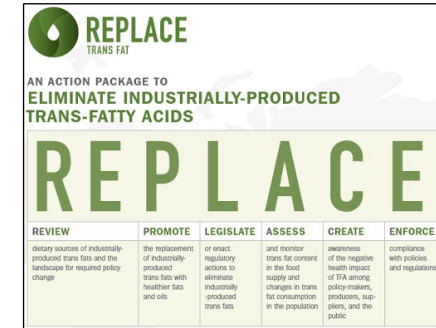 REPLACE
TRANS FAT
AN ACTION PACKAGE TO
ELIMINATE INDUSTRIALLY-PRODUCED
TRANS-FATTY ACIDS
REPLACE
REVIEW
dietary sources of industrially-
produced trans fats and the
landscape for required policy
change
PROMOTE
the replacement
of industrially-
produced
trans fats with
healthier fats
and oils
LEGISLATE
or enact
regulatory
actions to
eliminate
industrially
-produced
trans fats
ASSESS
and monitor
trans fat content
in the food
supply and
changes in trans
fat consumption
in the population
CREATE
awareness
of the negative
health impact
of TFA among
policy-makers,
producers, sup-
pliers, and the
public
ENFORCE
compliance
with policies
and regulations